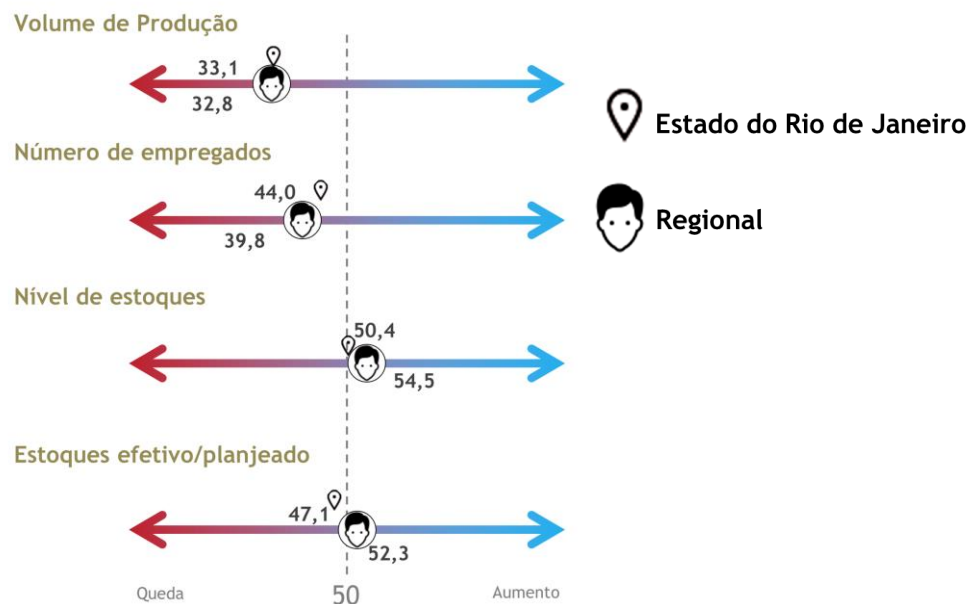 Volume de Produção
33,1
32,8
Estado do Rio de Janeiro
Número de empregados
44,0
39,8
Regional
Nível de estoques
50,4
54,5
Estoques efetivo/planjeado
47,1
52,3
Queda
50
Aumento